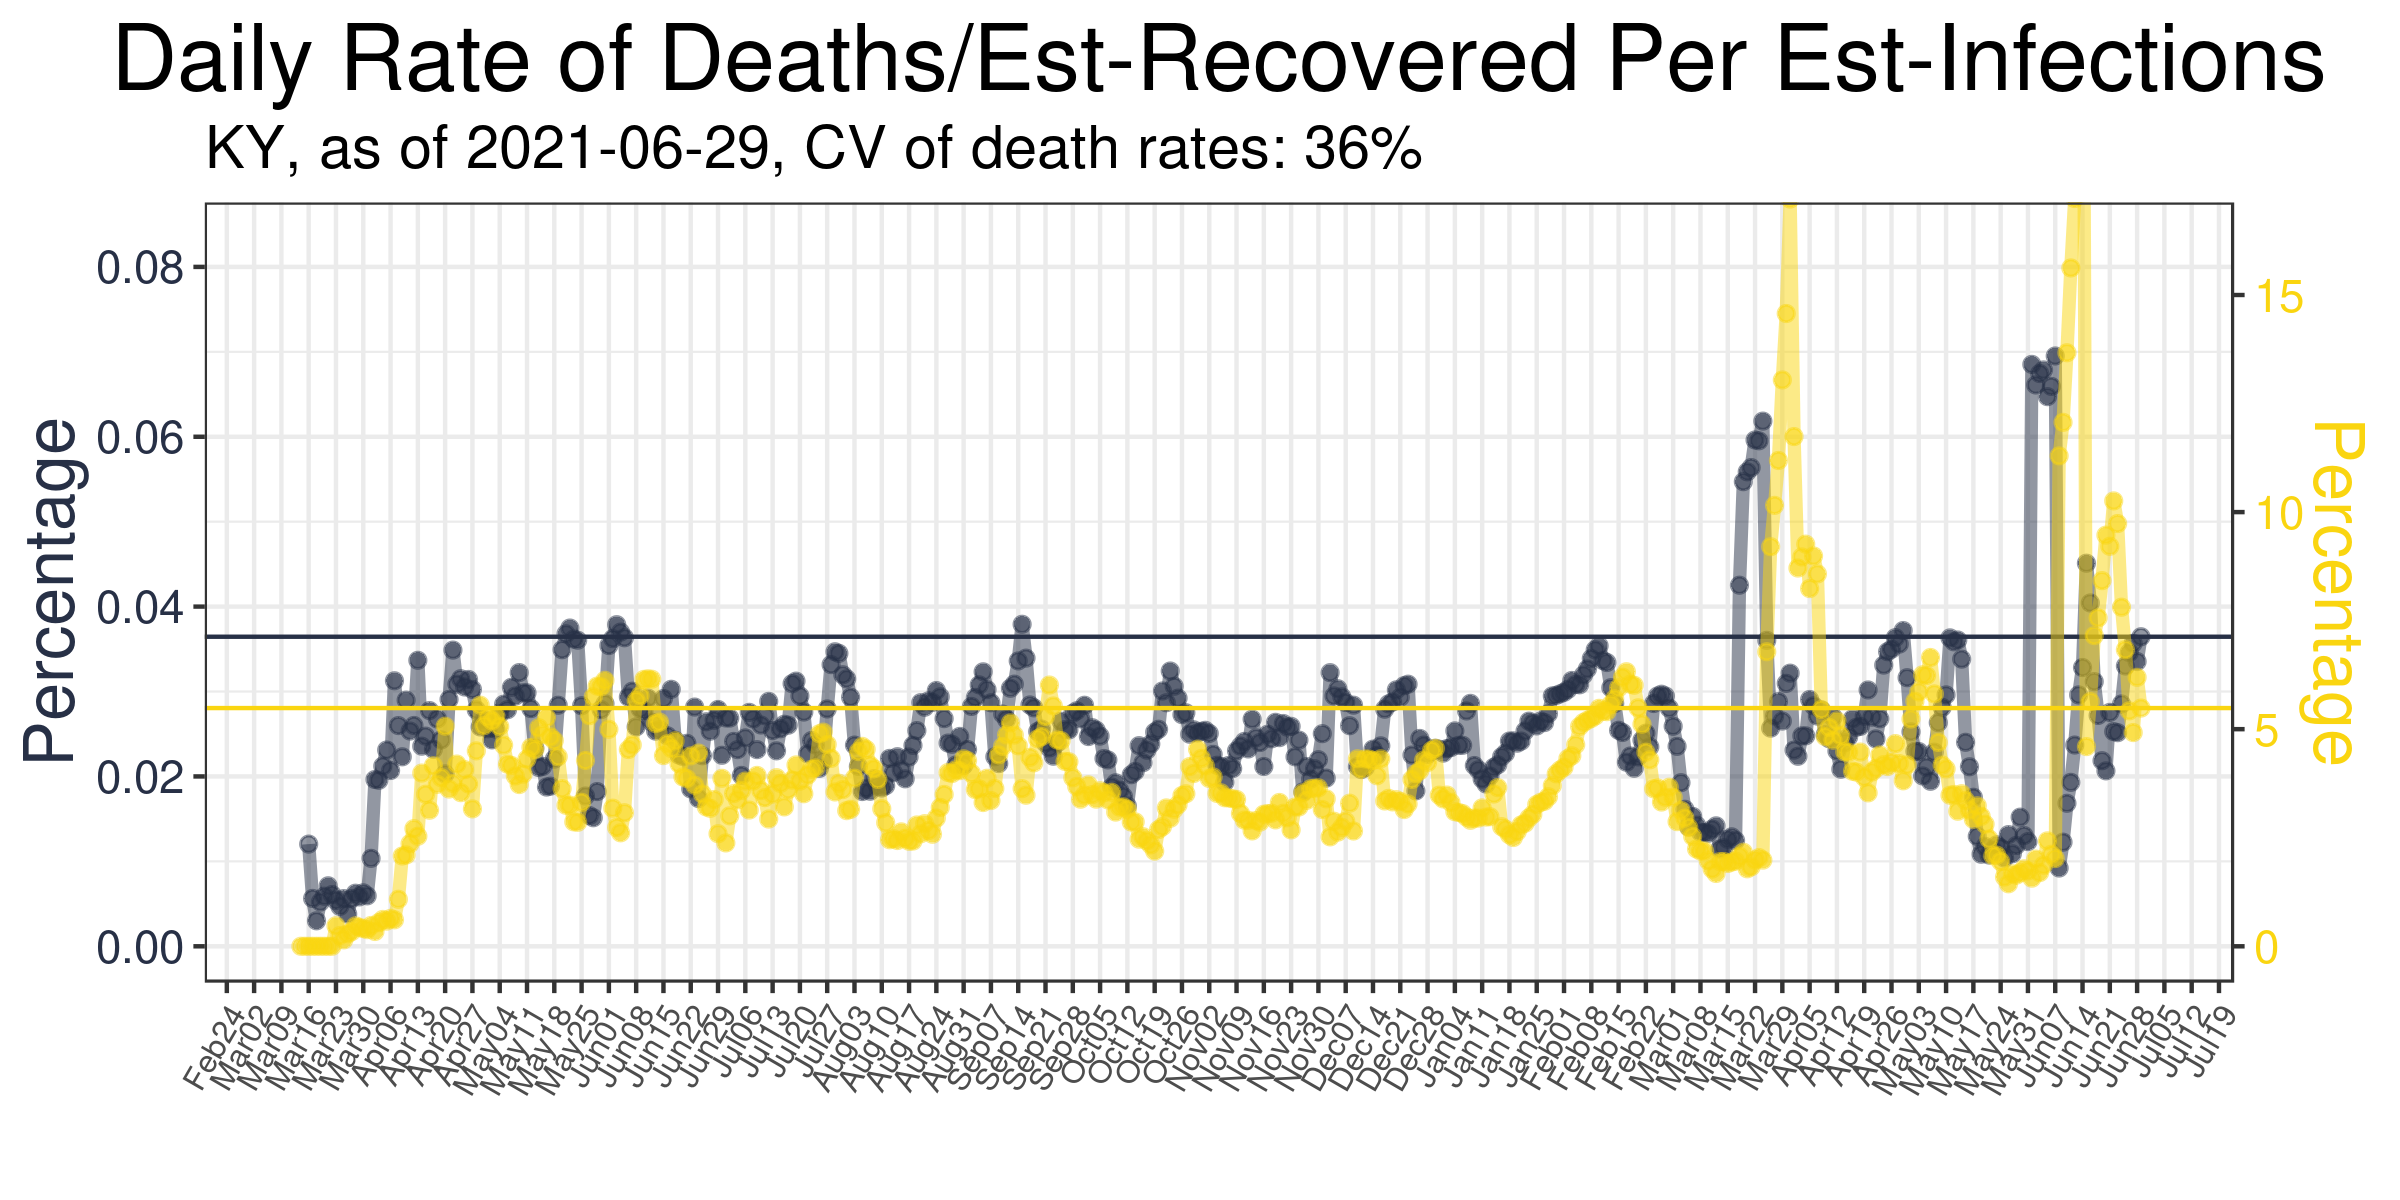 Daily Rate of Deaths/Est-Recovered Per Est-Infections
KY, as of 2021-06-29, CV of death rates: 36%
Percentage
0.08
0.06
0.04
0.02
0.00
15
10
5
0
Percentage
Feb24
Mar02
Mar09
Mar16
Mar23
Mar30
Apr06
Apr13
Apr20
Apr27
May04
May11
May18
May25
Jun01
Jun08
Jun15
Jun22
Jun29
Jul06
Jul13
Jul20
Jul27
Aug03
Aug10
Aug17
Aug24
Aug31
Sep07
Sep14
Sep21
Sep28
Oct05
Oct12
Oct19
Oct26
Nov02
Nov09
Nov16
Nov23
Nov30
Dec07
Dec14
Dec21
Dec28
Jan04
Jan11
Jan18
Jan25
Feb01
Feb08
Feb15
Feb22
Mar01
Mar08
Mar15
Mar22
Mar29
Apr05
Apr12
Apr19
Apr26
May03
May10
May17
May24
May31
Jun07
Jun14
Jun21
Jun28
Jul05
Jul12
Jul19